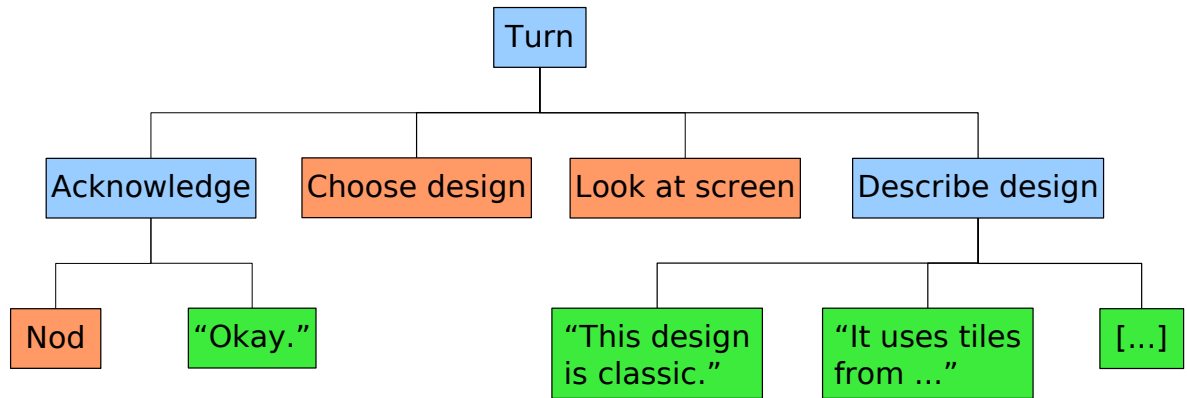 Turn
Acknowledge
Choose design
Look at screen
Describe design
Nod
“Okay.”
“This design
is classic.”
“It uses tiles
from ...”
[...]